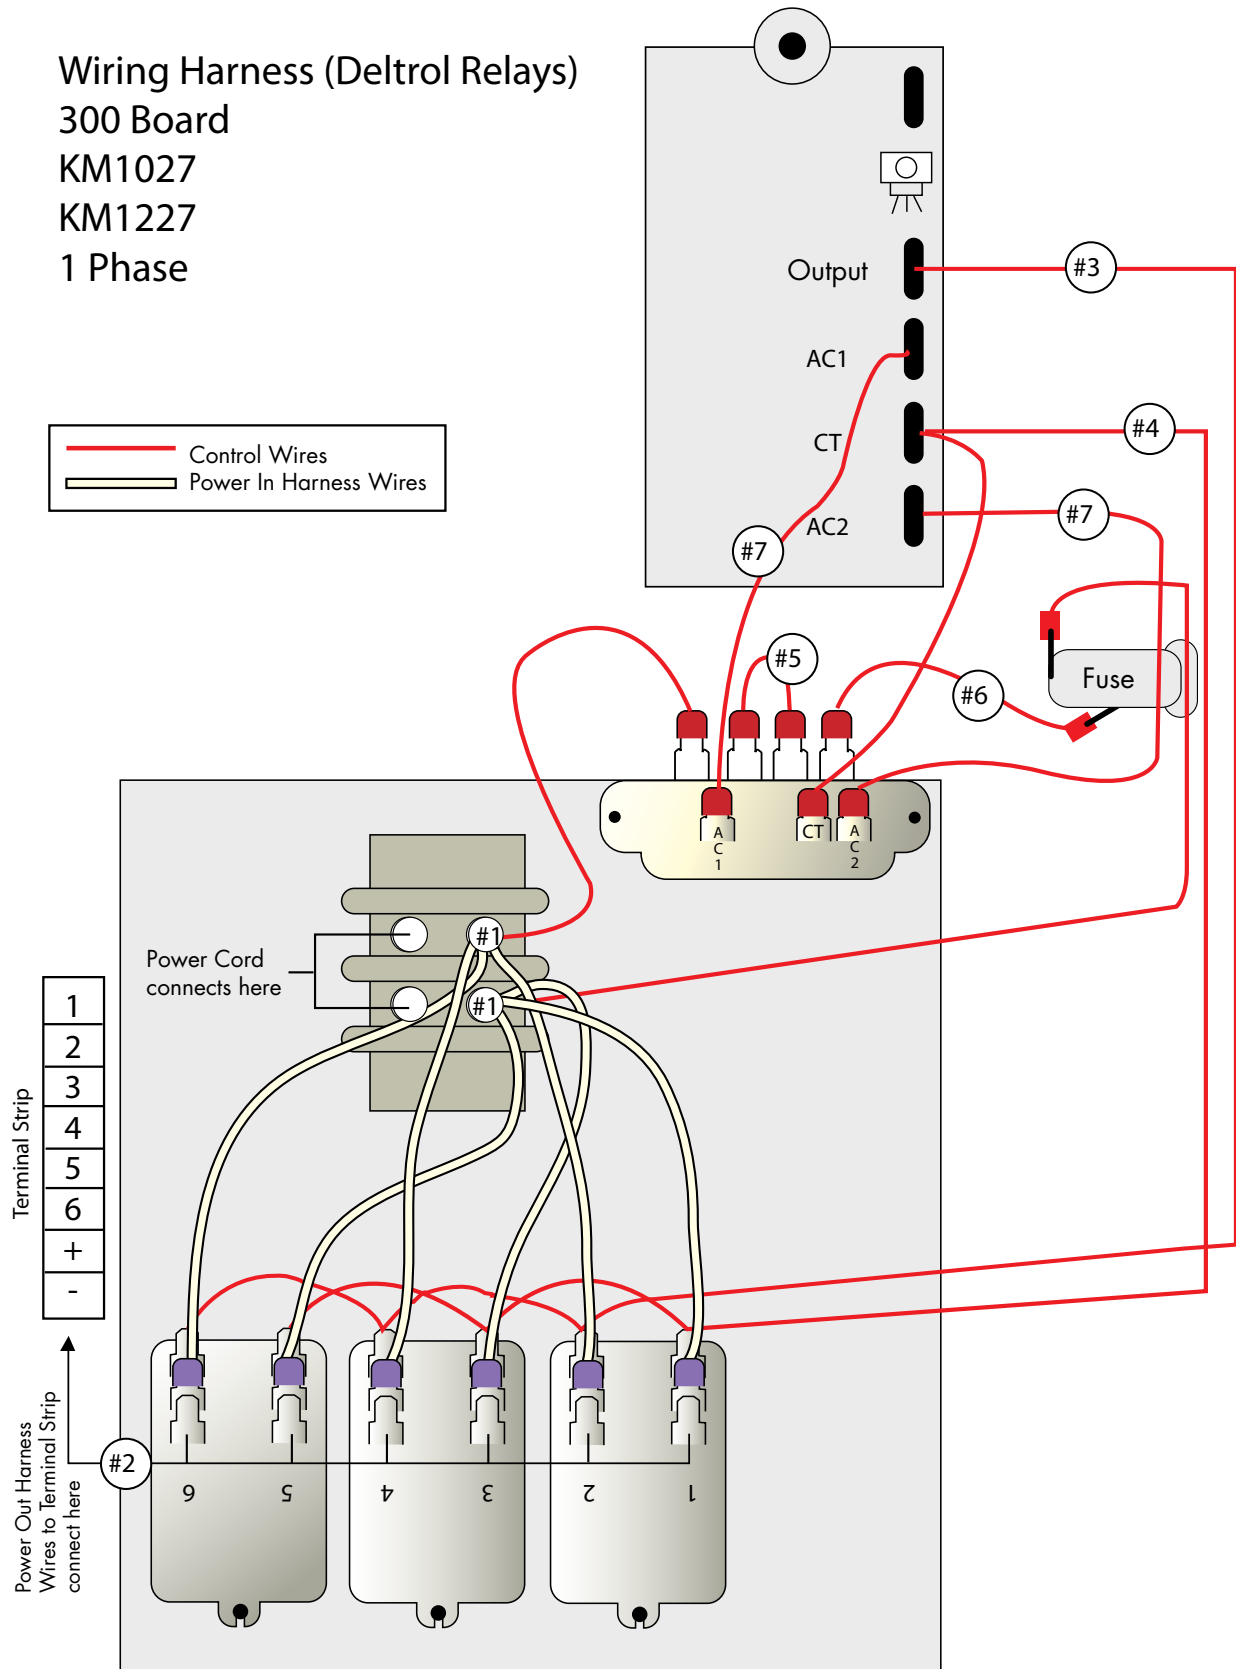 Wiring Harness (Deltrol Relays)
300 Board
KM1027
KM1227
1 Phase
Control Wires
Power In Harness Wires
Output
AC1
CT
AC2
#3
#4
#7
#7
#5
#6
Fuse
AC1
CT
AC2
Power Cord
connects here
#1
#1
Terminal Strip
1
2
3
4
5
6
+
-
Power Out Harness
Wires to Terminal Strip
connect here
#2
6
5
4
3
2
1